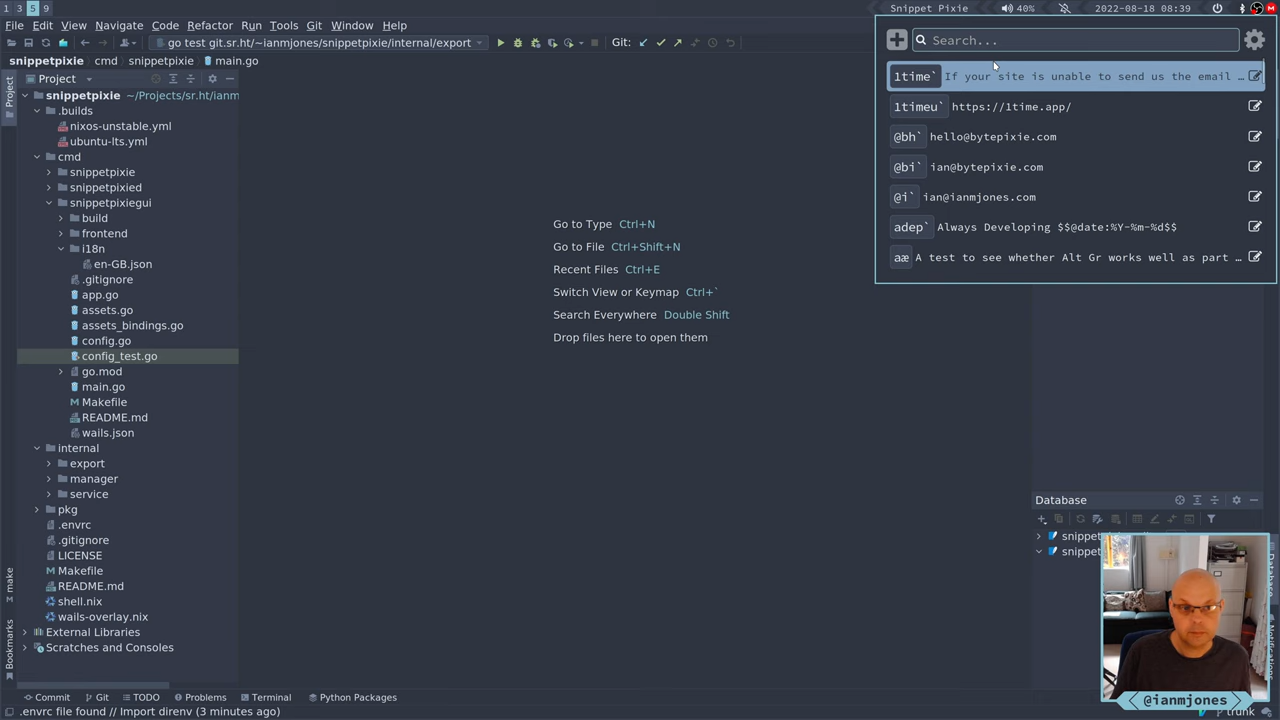 1 2 3 5 9
Snippet Pixie
40%
2022-08-18 08:39
File Edit View Navigate Code Refactor Run Tools Git Window Help
go test git.sr.ht/~ianmjones/snippetpixie/internal/export
Git:
snippetpixie cmd snippetpixie main.go
Project
Project
snippetpixie ~/Projects/sr.ht/ianm
.builds
nixos-unstable.yml
ubuntu-lts.yml
cmd
snippetpixie
snippetpixied
snippetpixiegui
build
frontend
i18n
en-GB.json
.gitignore
app.go
assets.go
assets_bindings.go
config.go
config_test.go
go.mod
main.go
Makefile
README.md
wails.json
internal
export
manager
service
pkg
.envrc
.gitignore
LICENSE
Makefile
README.md
shell.nix
wails-overlay.nix
External Libraries
Scratches and Consoles
make
Bookmarks
Go to Type Ctrl+N
Go to File Ctrl+Shift+N
Recent Files Ctrl+E
Switch View or Keymap Ctrl+`
Search Everywhere Double Shift
Drop files here to open them
Search...
1time` If your site is unable to send us the email …
1timeu` https://1time.app/
@bh` hello@bytepixie.com
@bi` ian@bytepixie.com
@i` ian@ianmjones.com
adep` Always Developing $$@date:%Y-%m-%d$$
aæ A test to see whether Alt Gr works well as part …
Database
snippet
snippet
Database
@ianmjones
Commit Git TODO Problems Terminal Python Packages
.envrc file found // Import direnv (3 minutes ago)
trunk